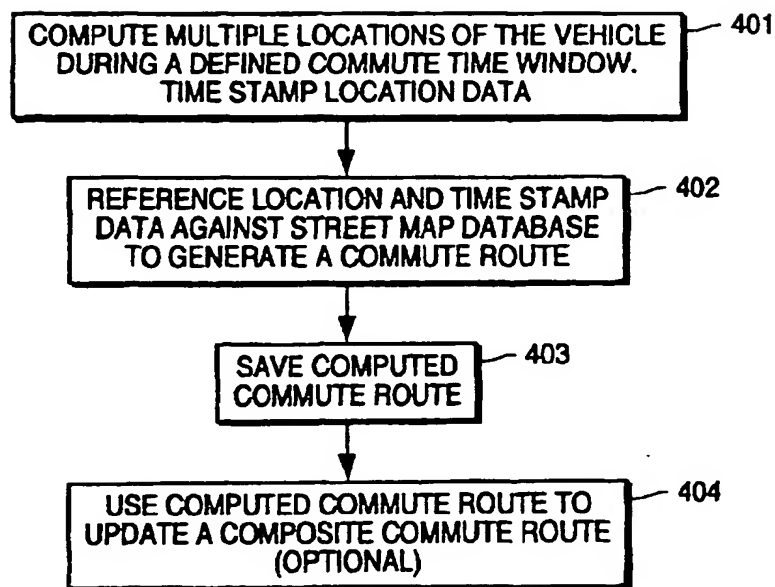 COMPUTE MULTIPLE LOCATIONS OF THE VEHICLE
DURING A DEFINED COMMUTE TIME WINDOW.
TIME STAMP LOCATION DATA
401
REFERENCE LOCATION AND TIME STAMP
DATA AGAINST STREET MAP DATABASE
TO GENERATE A COMMUTE ROUTE
402
SAVE COMPUTED
COMMUTE ROUTE
403
USE COMPUTED COMMUTE ROUTE TO
UPDATE A COMPOSITE COMMUTE ROUTE
(OPTIONAL)
404